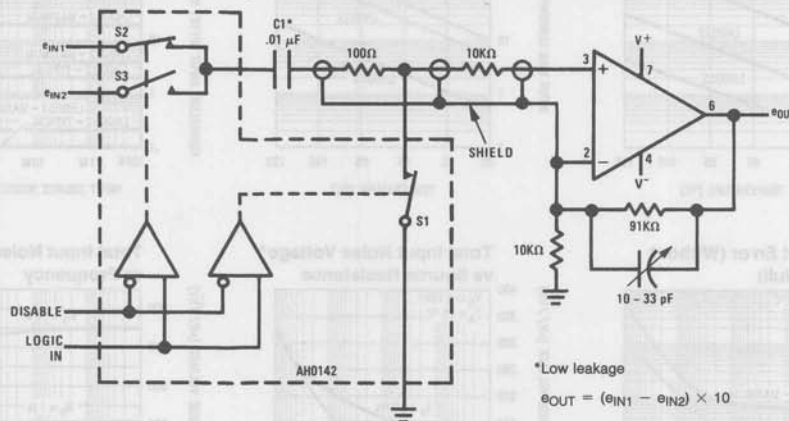 S2
C1*
.01 μF
100Ω
10KΩ
V+
eIN1
S3
eIN2
3
+
7
6
eOU
SHIELD
2
−
4
V−
S1
91KΩ
10KΩ
10 – 33 pF
DISABLE
LOGIC
IN
AH0142
*Low leakage
eOUT = (eIN1 − eIN2) × 10